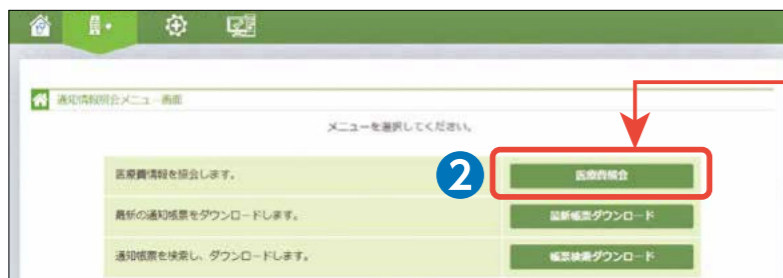 通知情報照会メニュー画面
メニューを選択してください。
医療費情報を照会します。
2
医療費照会
最新の通知帳票をダウンロードします。
最新帳票ダウンロード
通知帳票を検索し、ダウンロードします。
帳票検索ダウンロード